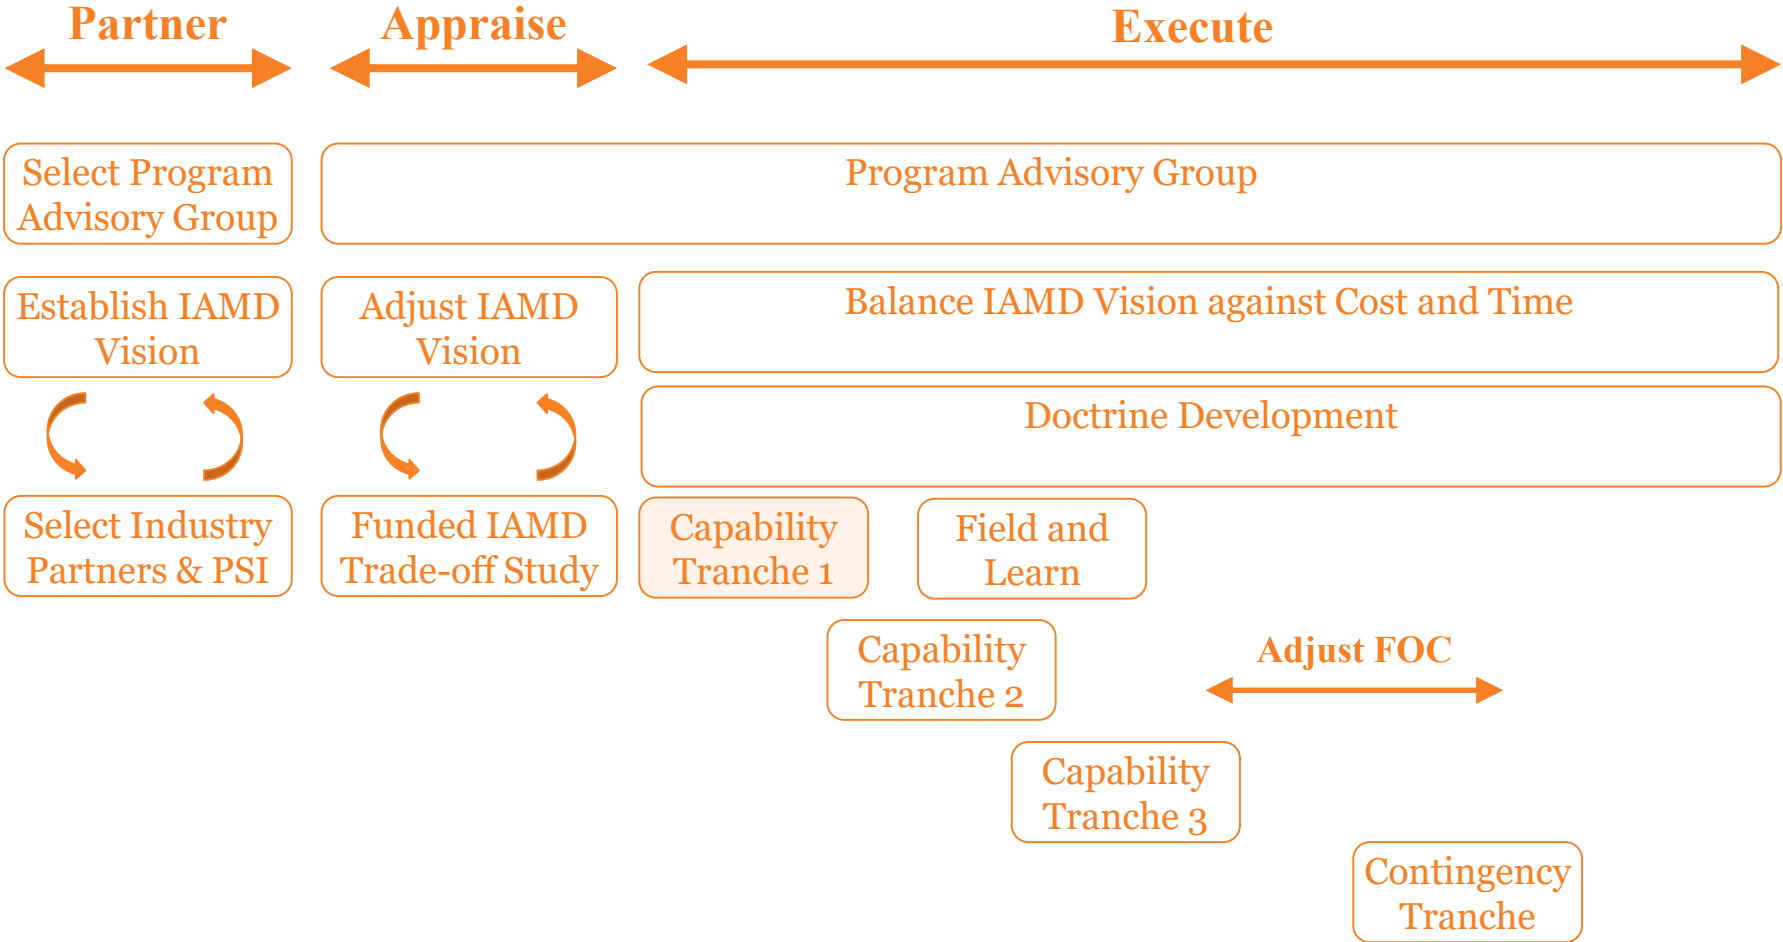 Partner
Appraise
Execute
Select Program
Advisory Group
Program Advisory Group
Establish IAMD
Vision
Adjust IAMD
Vision
Balance IAMD Vision against Cost and Time
Doctrine Development
Select Industry
Partners & PSI
Funded IAMD
Trade-off Study
Capability
Tranche 1
Field and
Learn
Capability
Tranche 2
Adjust FOC
Capability
Tranche 3
Contingency
Tranche